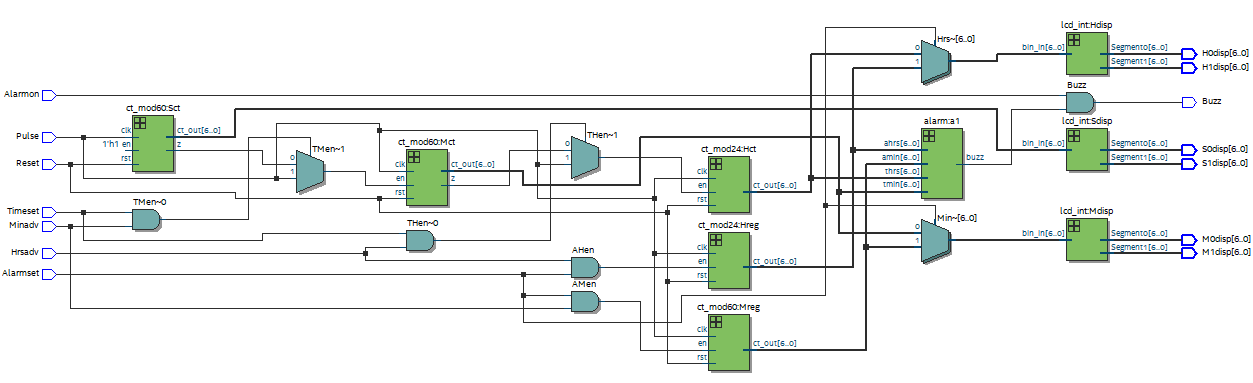 Hrs~[6..0]
lcd_int:Hdisp
0
1
bin_in[6..0]
Segment0[6..0]
Segment1[6..0]
H0disp[6..0]
H1disp[6..0]
Alarmon
Buzz
Buzz
ct_mod60:Sct
Pulse
Reset
clk
1'h1 en
rst
ct_out[6..0]
z
TMen~1
0
1
ct_mod60:Mct
clk
en
rst
ct_out[6..0]
z
THen~1
0
1
ct_mod24:Hct
clk
en
rst
ct_out[6..0]
alarm:a1
ahrs[6..0]
amin[6..0]
thrs[6..0]
tmin[6..0]
buzz
lcd_int:Sdisp
bin_in[6..0]
Segment0[6..0]
Segment1[6..0]
S0disp[6..0]
S1disp[6..0]
Timeset
Minadv
TMen~0
Hrsadv
THen~0
Alarmset
AHen
AMen
ct_mod24:Hreg
clk
en
rst
ct_out[6..0]
Min~[6..0]
0
1
lcd_int:Mdisp
bin_in[6..0]
Segment0[6..0]
Segment1[6..0]
M0disp[6..0]
M1disp[6..0]
ct_mod60:Mreg
clk
en
rst
ct_out[6..0]